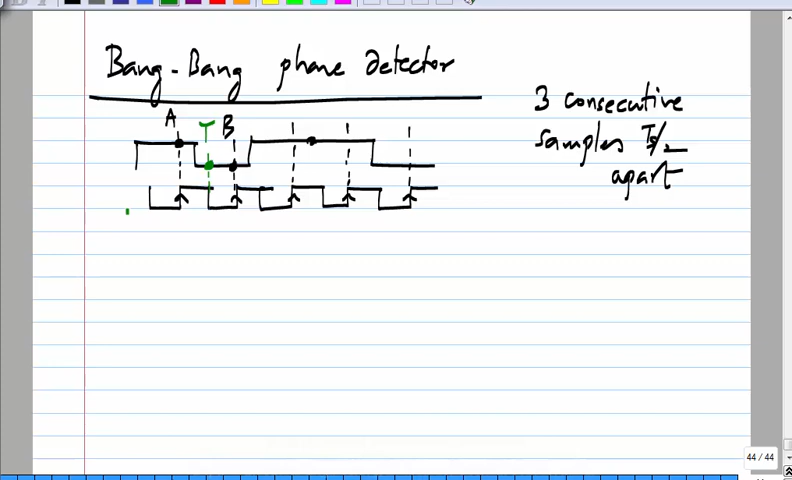 Bang-Bang phase detector
3 consecutive
samples Ts/2
apart
A T B
44 / 44